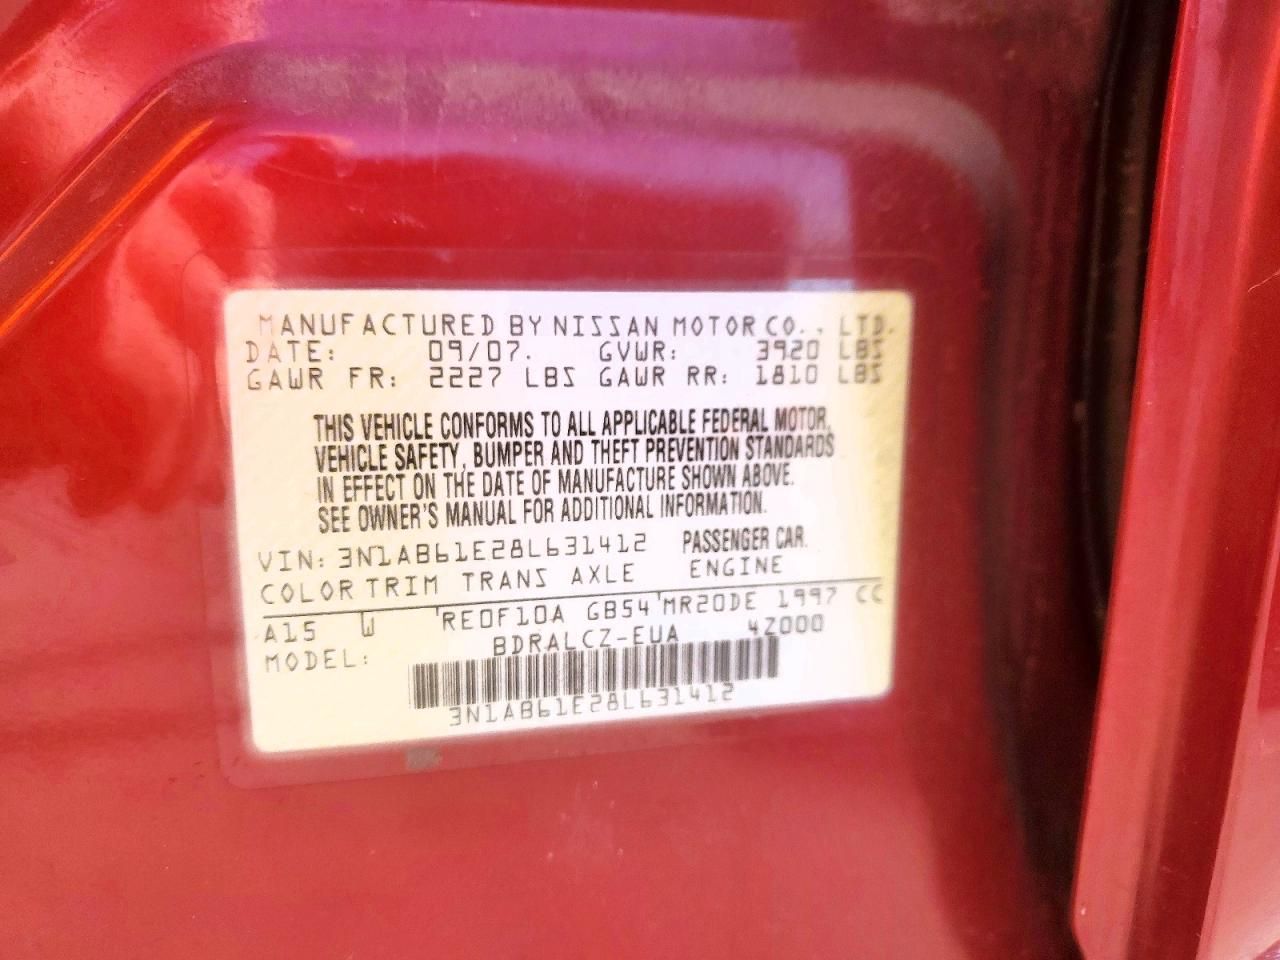 MANUFACTURED BY NISSAN MOTOR CO., LTD.
DATE: 09/07. GVWR: 3920 LBS
GAWR FR: 2227 LBS GAWR RR: 1810 LBS
THIS VEHICLE CONFORMS TO ALL APPLICABLE FEDERAL MOTOR,
VEHICLE SAFETY, BUMPER AND THEFT PREVENTION STANDARDS
IN EFFECT ON THE DATE OF MANUFACTURE SHOWN ABOVE.
SEE OWNER'S MANUAL FOR ADDITIONAL INFORMATION.
VIN: 3N1AB61E28L631412 PASSENGER CAR.
COLOR TRIM TRANS AXLE ENGINE
A15 W 'RE0F10A GB54 'MR20DE 1997 CC
MODEL: BDRALCZ-EUA 4Z000
3N1AB61E28L631412